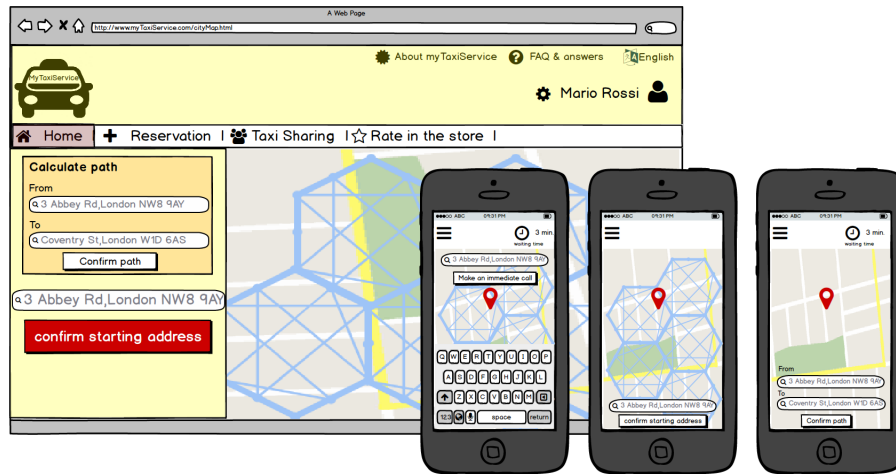 A Web Page
http://www.myTaxiService.com/cityMap.html
About myTaxiService FAQ & answers English
MyTaxiService
Mario Rossi
Home Reservation | Taxi Sharing | Rate in the store |
Calculate path
From
3 Abbey Rd,London NW8 9AY
To
Coventry St,London W1D 6AS
Confirm path
3 Abbey Rd,London NW8 9AY
confirm starting address
ABC 09:31 PM
3 min.
waiting time
3 Abbey Rd,London NW8 9AY
Make an immediate call
Q W E R T Y U I O P
A S D F G H J K L
Z X C V B N M
123 space return
ABC 09:31 PM
3 Abbey Rd,London NW8 9AY
confirm starting address
ABC 09:31 PM
3 min.
waiting time
From
3 Abbey Rd,London NW8 9AY
To
Coventry St,London W1D 6AS
Confirm path